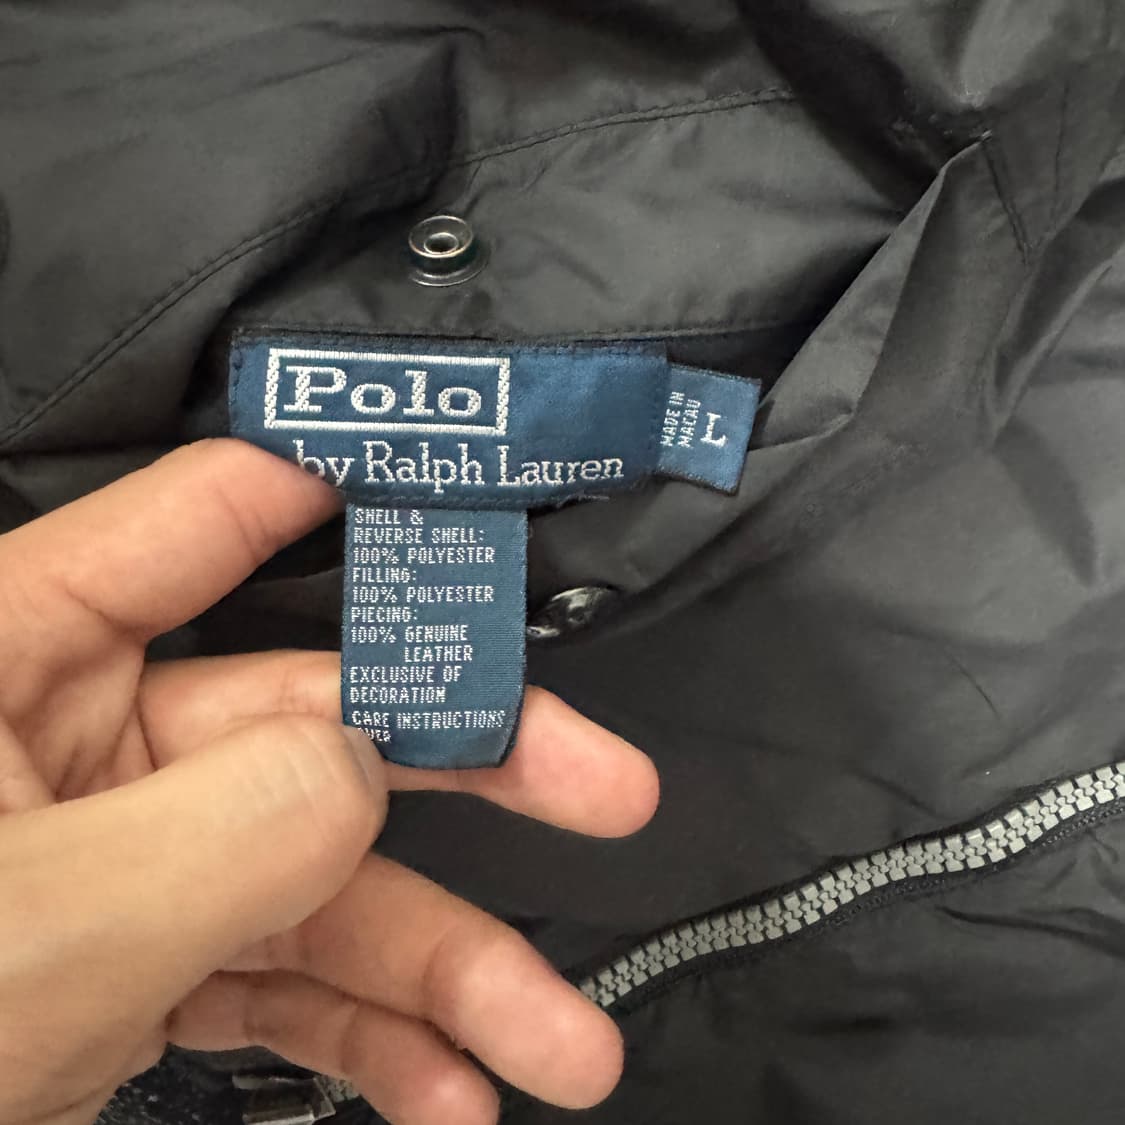 Polo
by Ralph Lauren
MADE IN
MACAU
L
SHELL &
REVERSE SHELL:
100% POLYESTER
FILLING:
100% POLYESTER
PIECING:
100% GENUINE
LEATHER
EXCLUSIVE OF
DECORATION
CARE INSTRUCTIONS
OVER